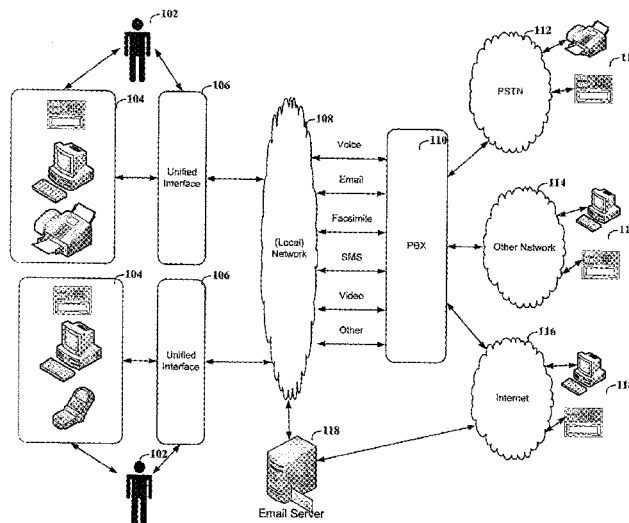 102
104
106
Unified
Interface
108
(Local)
Network
Voice
Email
Facsimile
SMS
Video
Other
110
PBX
112
PSTN
114
Other Network
116
Internet
104
106
Unified
Interface
102
118
Email Server